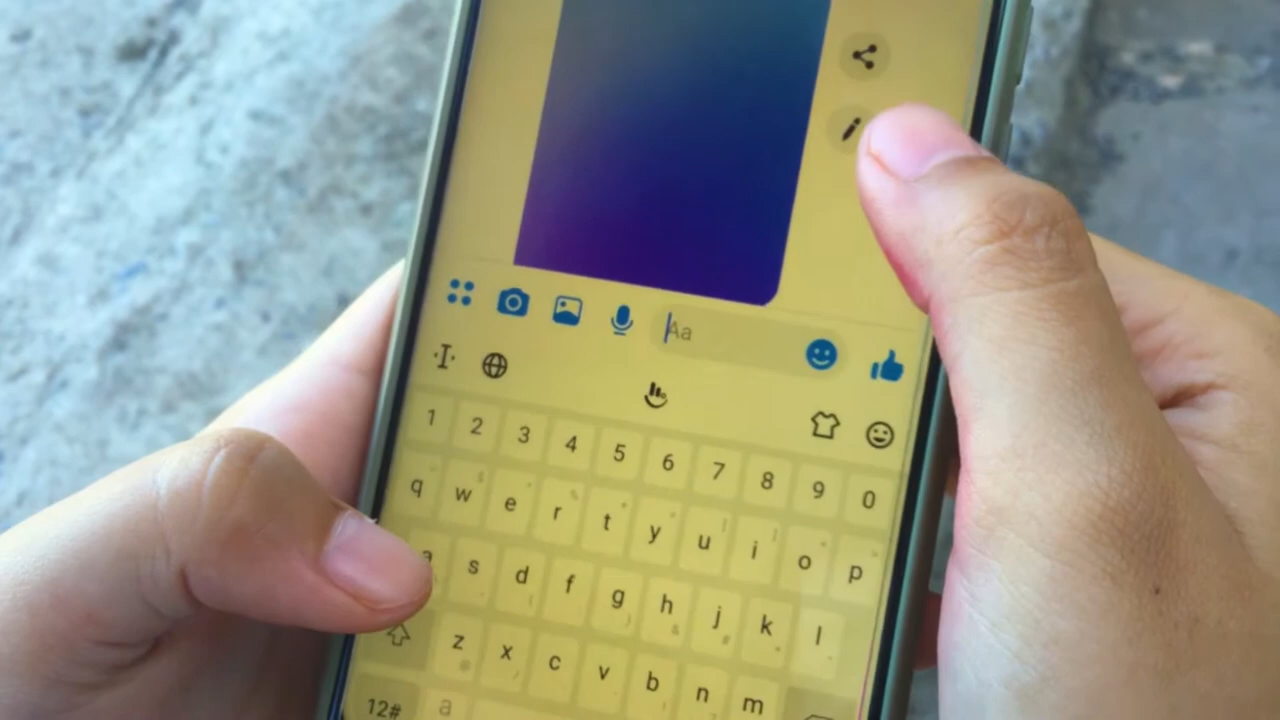 Aa
1 2 3 4 5 6 7 8 9 0
q w e r t y u i o p
a s d f g h j k l
z x c v b n m
12# a